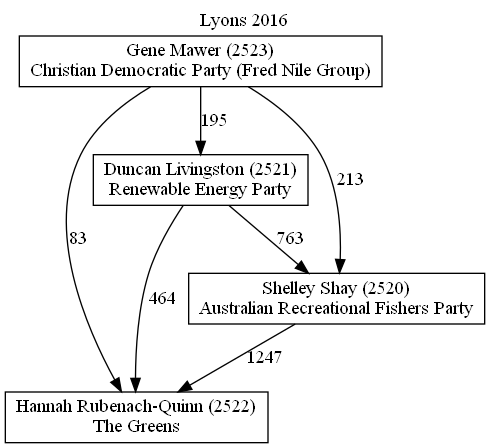 Lyons 2016
Gene Mawer (2523)
Christian Democratic Party (Fred Nile Group)
195
Duncan Livingston (2521)
Renewable Energy Party
213
83
763
464
Shelley Shay (2520)
Australian Recreational Fishers Party
1247
Hannah Rubenach-Quinn (2522)
The Greens